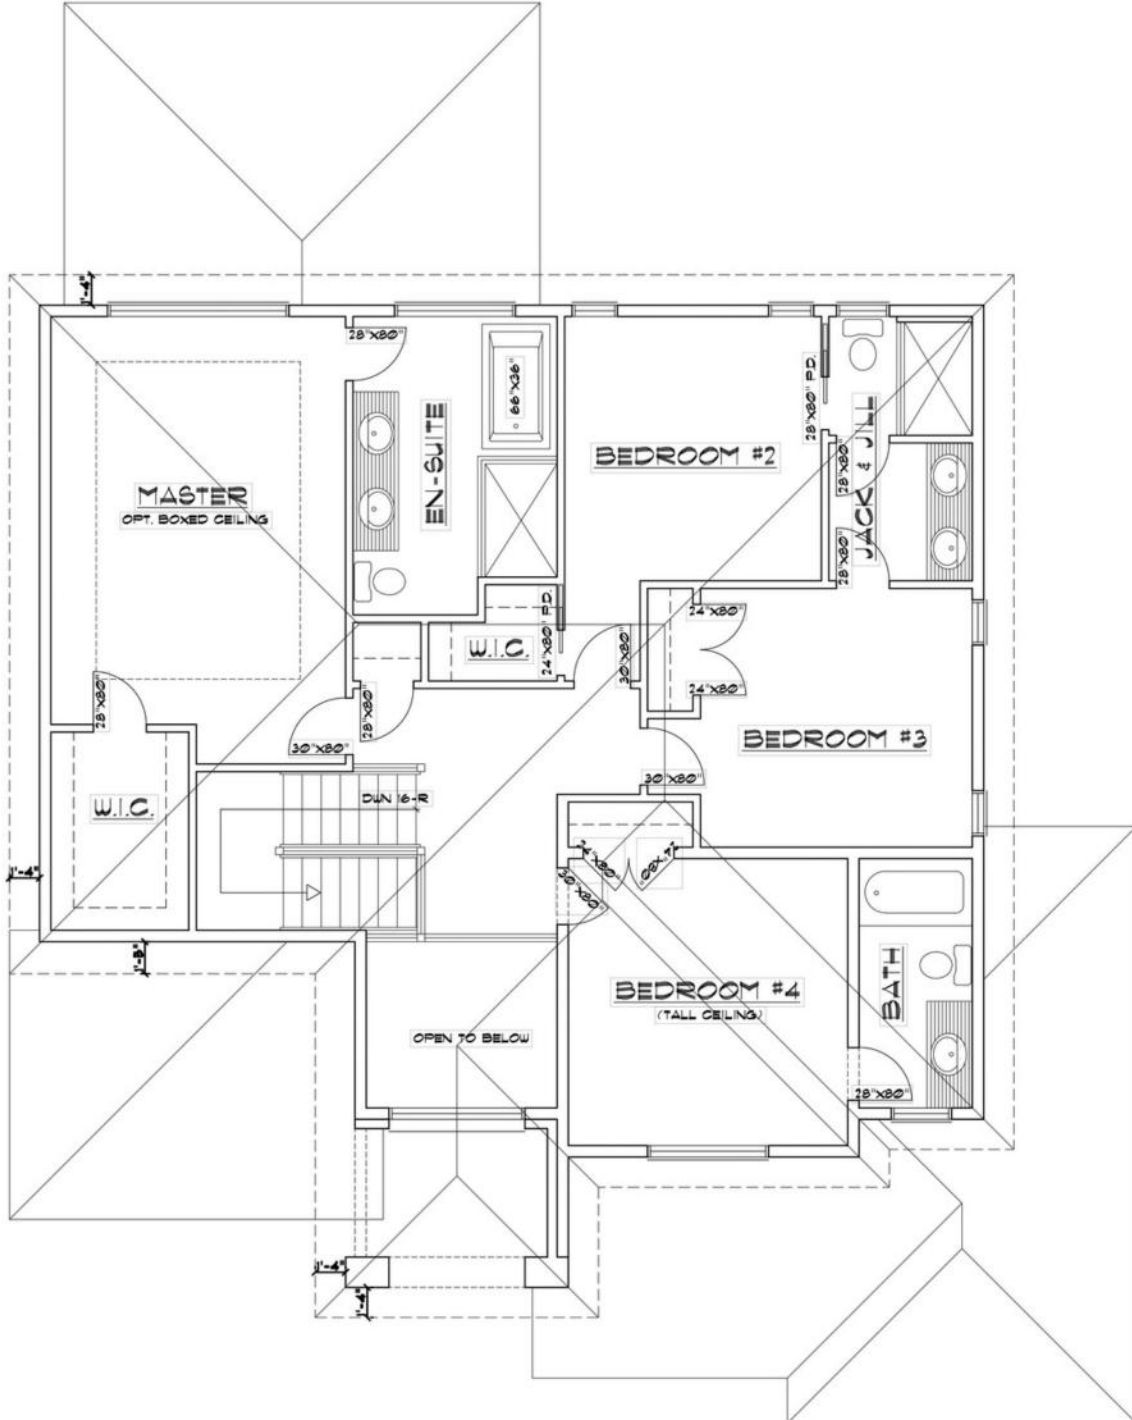 1'-4"
28"x80"
66"x36"
EN-SUITE
MASTER
OPT. BOXED CEILING
BEDROOM #2
28"x80" P.D.
JACK & JILL
28"x80"
28"x80"
W.I.C.
24"x80" P.D.
30"x80"
24"x80"
24"x80"
28"x80"
28"x80"
30"x80"
BEDROOM #3
30"x80"
W.I.C.
DWN 16-R
24"x80"
24"x80"
30"x80"
1'-4"
1'-8"
BEDROOM #4
(TALL CEILING)
BATH
OPEN TO BELOW
28"x80"
1'-4"
1'-4"